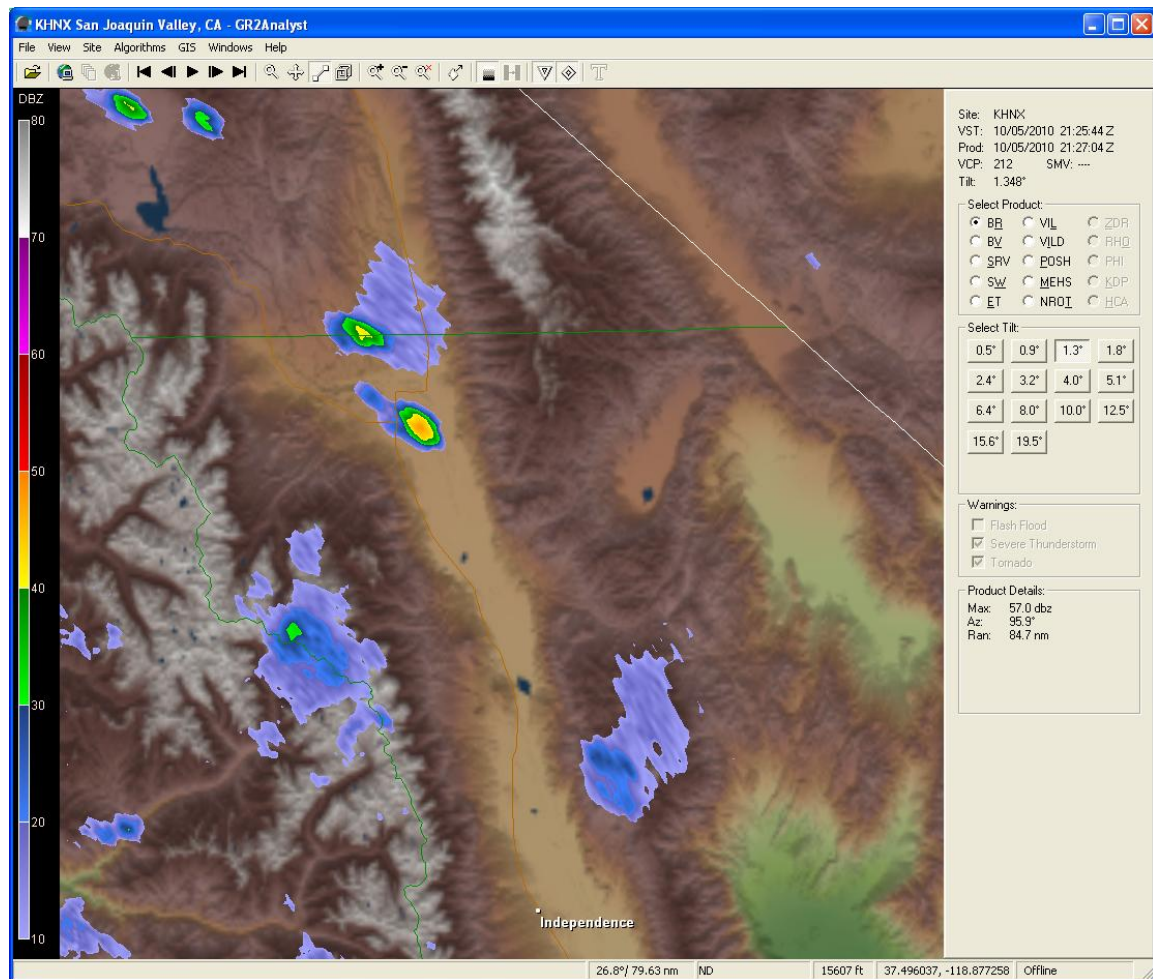 KHNX San Joaquin Valley, CA - GR2Analyst
File View Site Algorithms GIS Windows Help
DBZ
80
70
60
50
40
30
20
10
Independence
Site: KHNX
VST: 10/05/2010 21:25:44 Z
Prod: 10/05/2010 21:27:04 Z
VCP: 212 SMV: ----
Tilt: 1.348°
Select Product:
BR VIL ZDR
BV VILD RHO
SRV POSH PHI
SW MEHS KDP
ET NROT HCA
Select Tilt:
0.5° 0.9° 1.3° 1.8°
2.4° 3.2° 4.0° 5.1°
6.4° 8.0° 10.0° 12.5°
15.6° 19.5°
Warnings:
Flash Flood
Severe Thunderstorm
Tornado
Product Details:
Max: 57.0 dbz
Az: 95.9°
Ran: 84.7 nm
26.8°/ 79.63 nm ND 15607 ft 37.496037, -118.877258 Offline